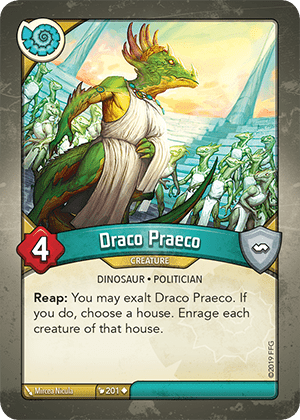 Draco Praeco
CREATURE
4
DINOSAUR • POLITICIAN
Reap: You may exalt Draco Praeco. If
you do, choose a house. Enrage each
creature of that house.
Mircea Nicula
201
©2019 FFG